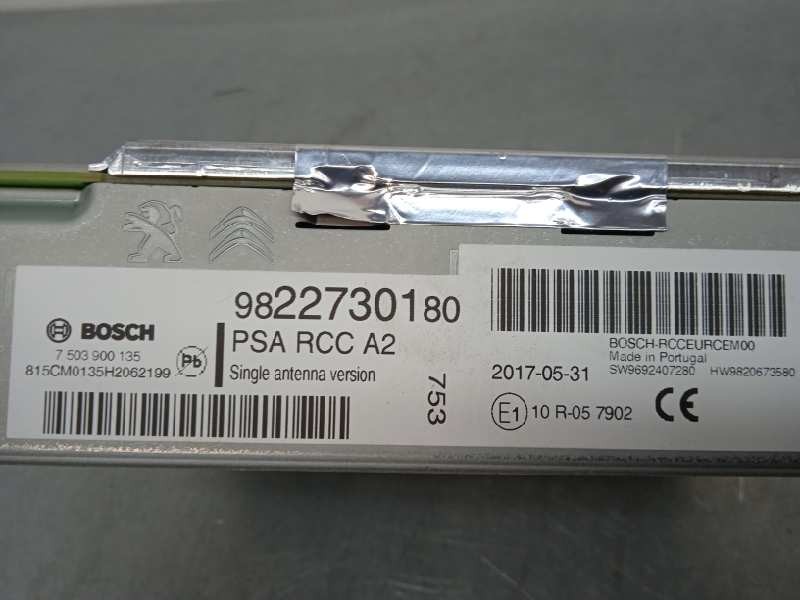 BOSCH
7 503 900 135
815CM0135H2062199
Pb
9822730180
PSA RCC A2
Single antenna version
753
BOSCH-RCCEURCEM00
Made in Portugal
SW9692407280 HW9820673580
2017-05-31
E1 10 R-05 7902
CE